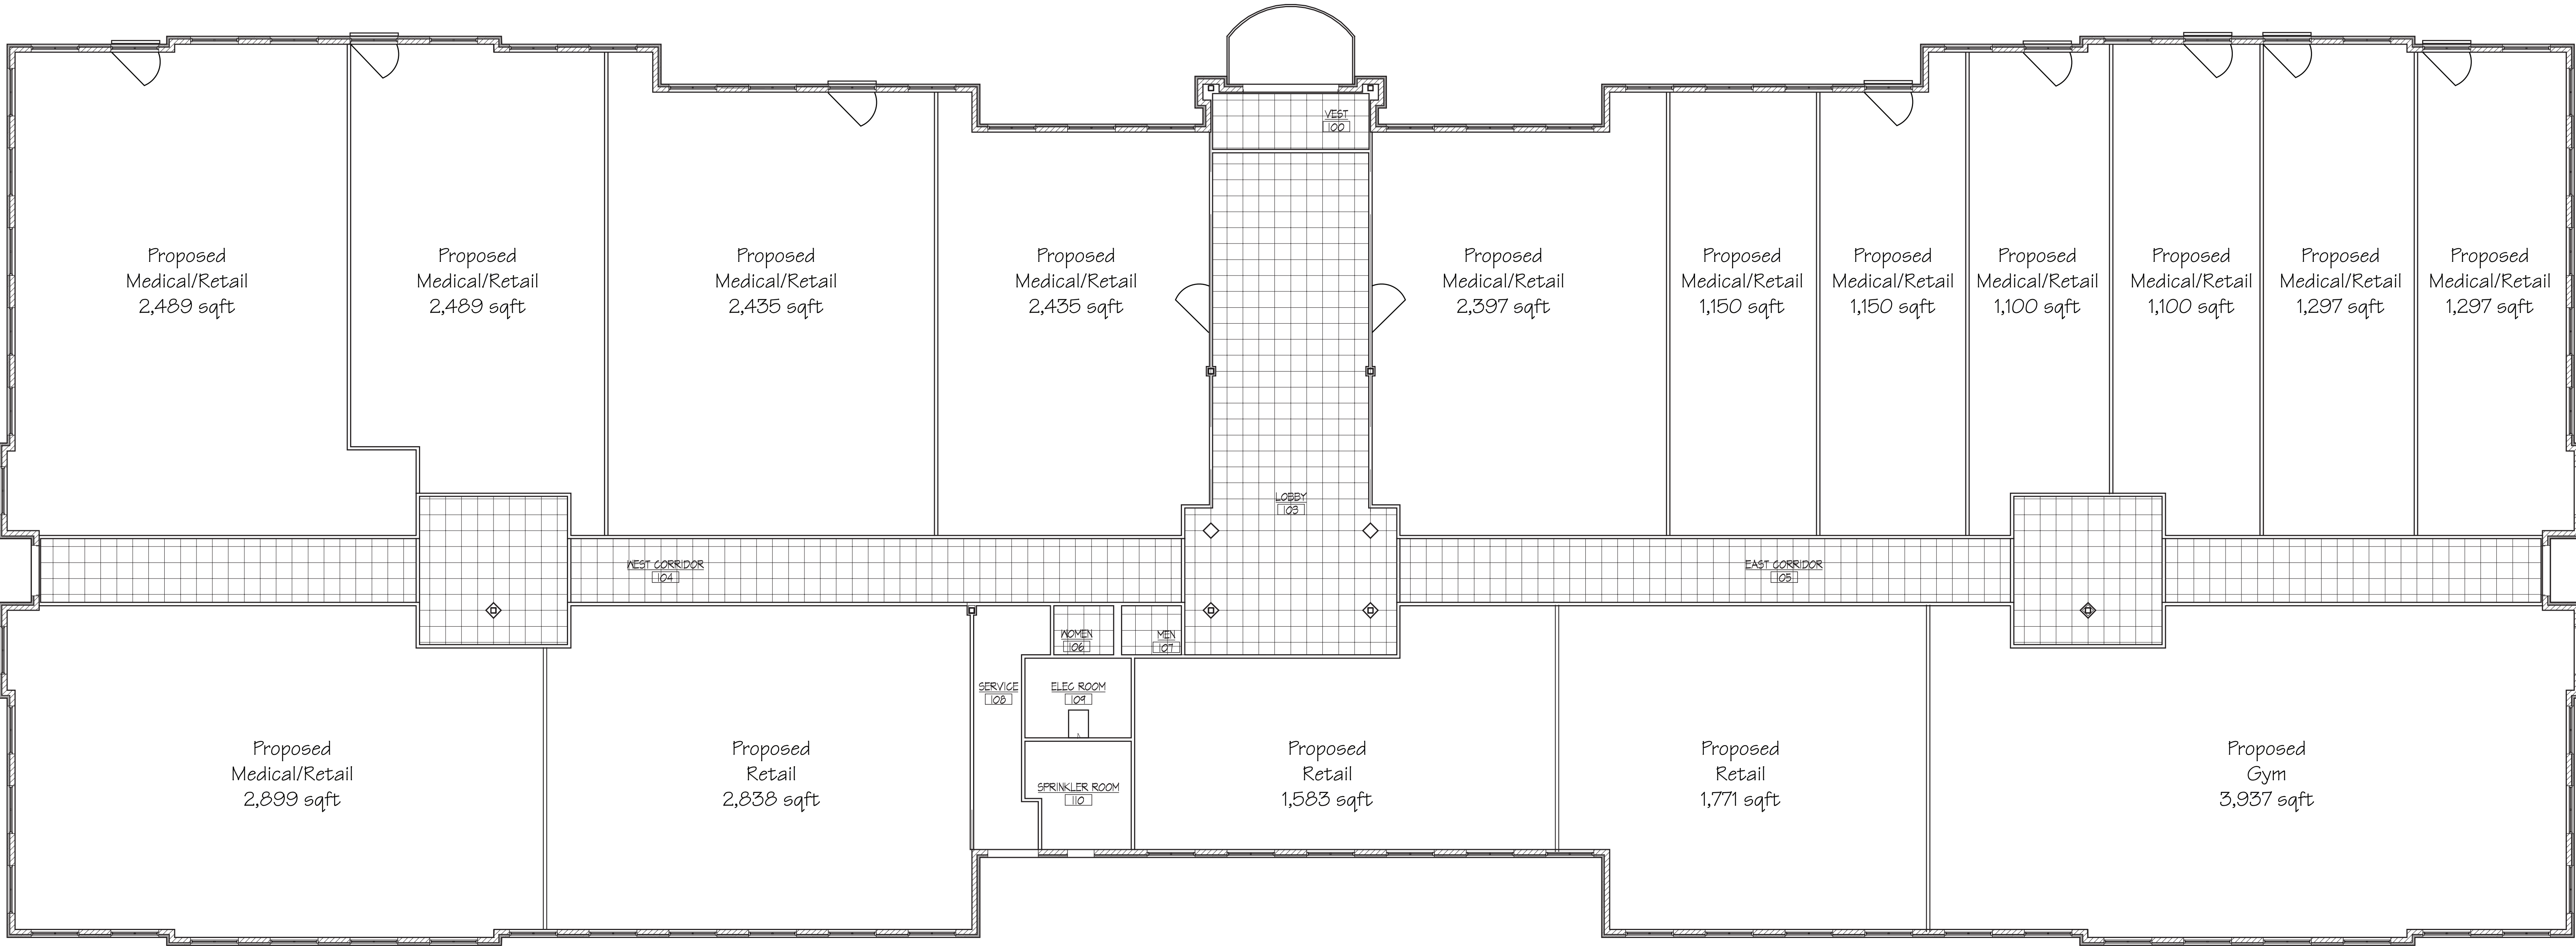 VEST
100
Proposed
Medical/Retail
2,489 sqft
Proposed
Medical/Retail
2,489 sqft
Proposed
Medical/Retail
2,435 sqft
Proposed
Medical/Retail
2,435 sqft
Proposed
Medical/Retail
2,397 sqft
Proposed
Medical/Retail
1,150 sqft
Proposed
Medical/Retail
1,150 sqft
Proposed
Medical/Retail
1,100 sqft
Proposed
Medical/Retail
1,100 sqft
Proposed
Medical/Retail
1,297 sqft
Proposed
Medical/Retail
1,297 sqft
LOBBY
103
WEST CORRIDOR
104
EAST CORRIDOR
105
WOMEN
106
MEN
107
SERVICE
108
ELEC ROOM
109
SPRINKLER ROOM
110
Proposed
Medical/Retail
2,899 sqft
Proposed
Retail
2,838 sqft
Proposed
Retail
1,583 sqft
Proposed
Retail
1,771 sqft
Proposed
Gym
3,937 sqft